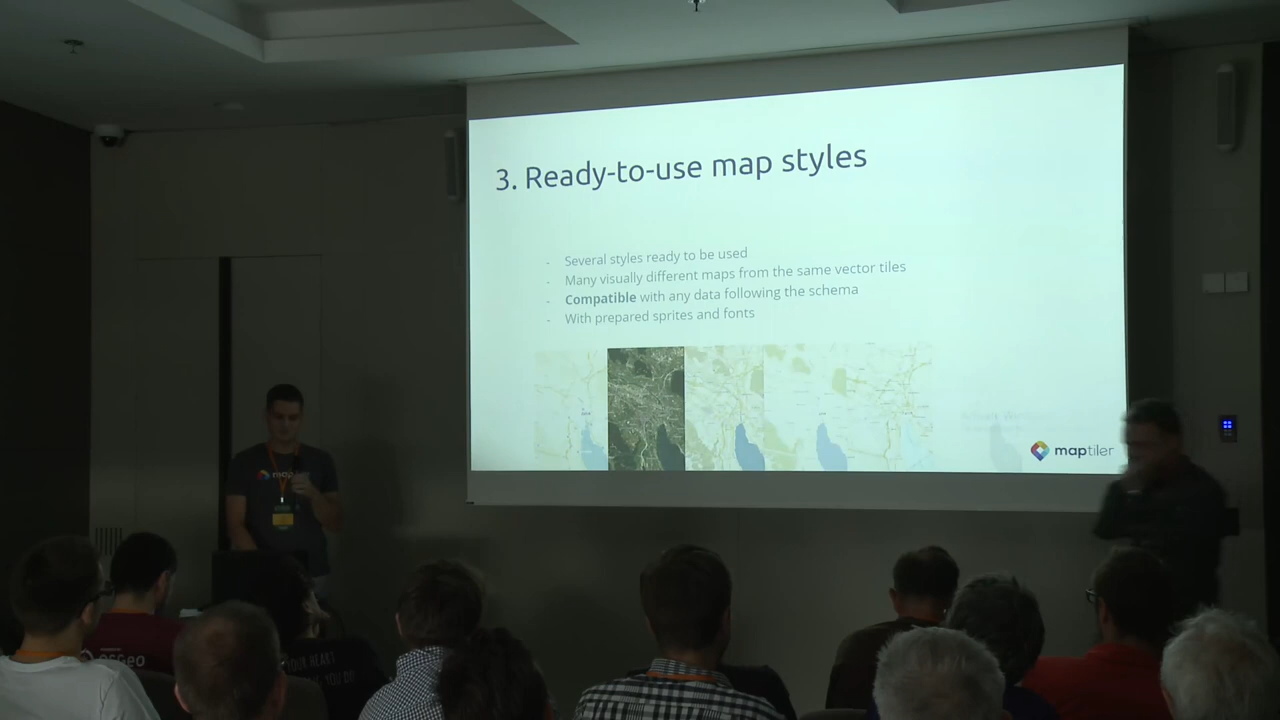 3. Ready-to-use map styles
- Several styles ready to be used
- Many visually different maps from the same vector tiles
- Compatible with any data following the schema
- With prepared sprites and fonts
maptiler
OSGeo